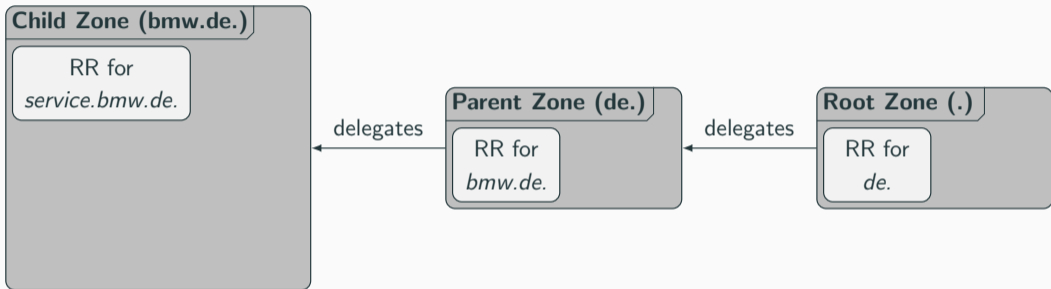 Child Zone (bmw.de.)
RR for
service.bmw.de.
delegates
Parent Zone (de.)
RR for
bmw.de.
delegates
Root Zone (.)
RR for
de.